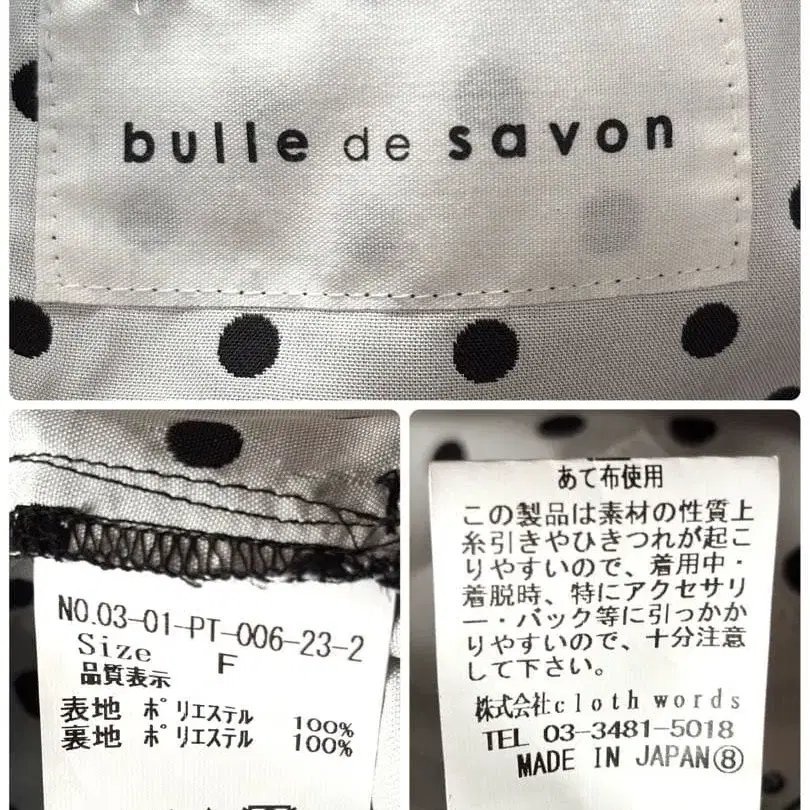 bulle de savon
NO.03-01-PT-006-23-2
Size F
品質表示
表地 ポリエステル 100%
裏地 ポリエステル 100%
あて布使用
この製品は素材の性質上
糸引きやひきつれが起こ
りやすいので、着用中・
着脱時、特にアクセサリ
ー・バック等に引っかか
りやすいので、十分注意
して下さい。
株式会社cloth words
TEL 03-3481-5018
MADE IN JAPAN⑧